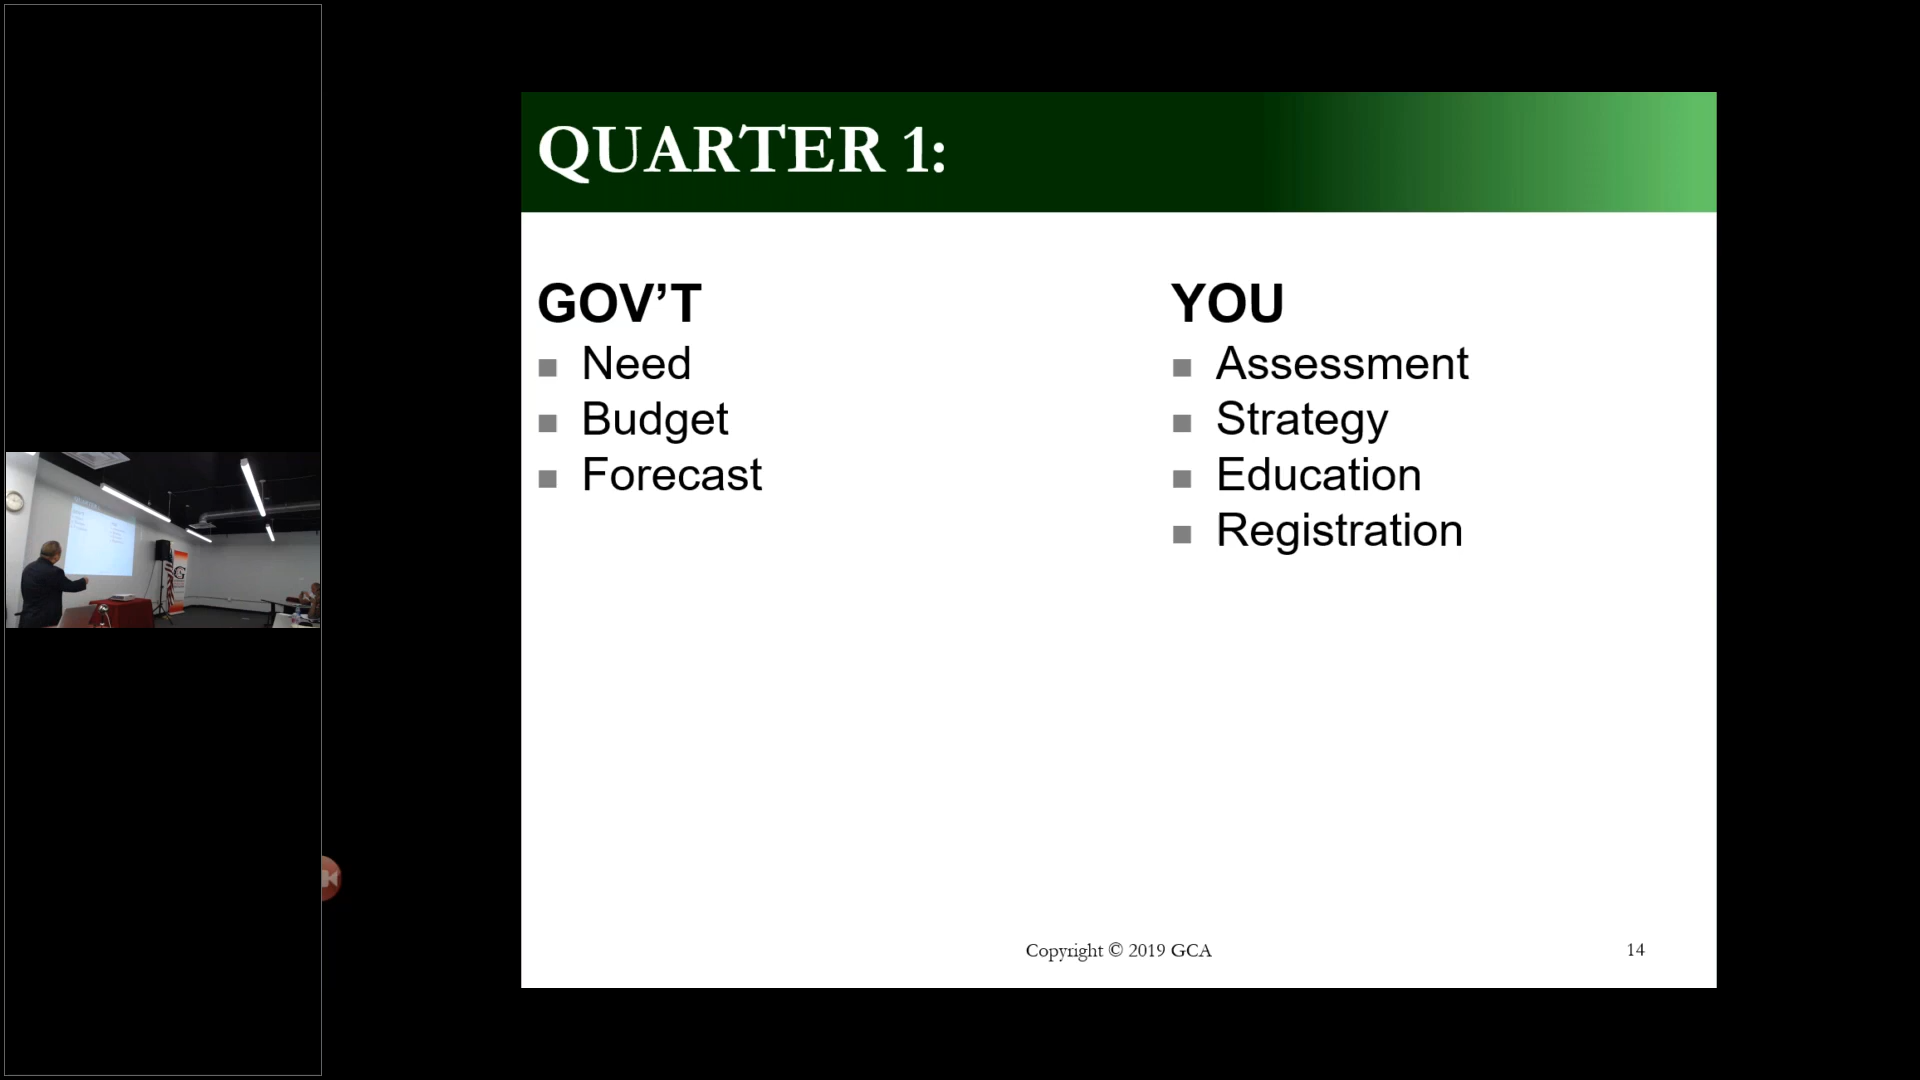 QUARTER 1:
GOV’T
Need
Budget
Forecast
YOU
Assessment
Strategy
Education
Registration
Copyright © 2019 GCA
14